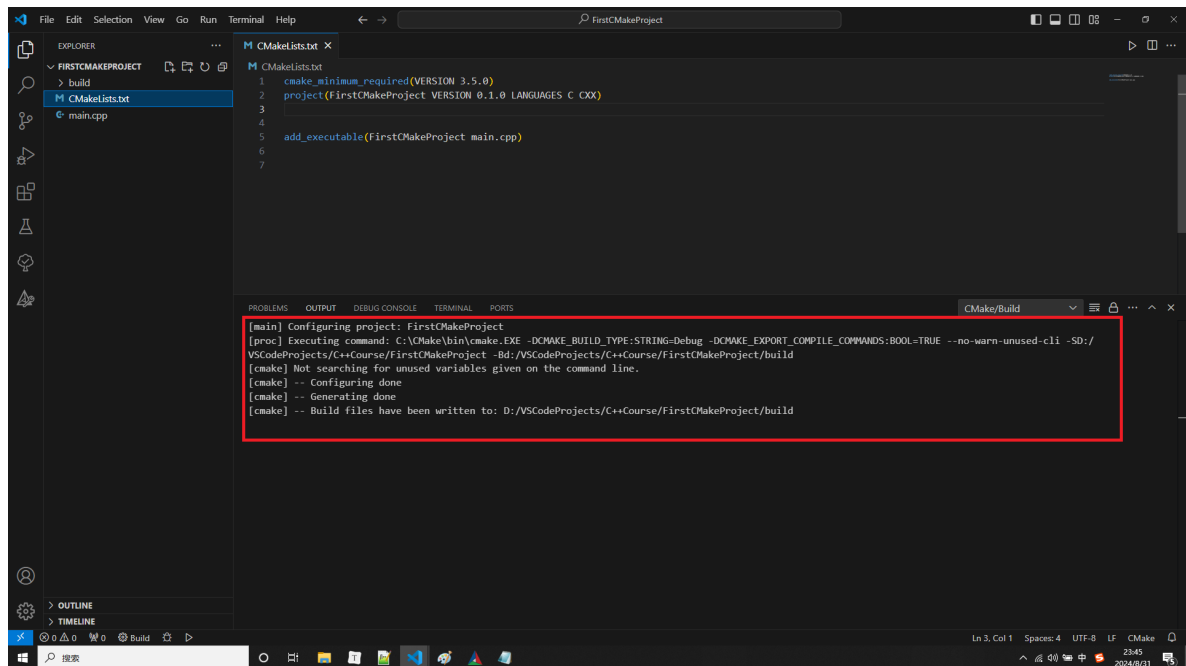 File Edit Selection View Go Run Terminal Help
FirstCMakeProject
EXPLORER
CMakeLists.txt
FIRSTCMAKEPROJECT
build
CMakeLists.txt
main.cpp
CMakeLists.txt
1 cmake_minimum_required(VERSION 3.5.0)
2 project(FirstCMakeProject VERSION 0.1.0 LANGUAGES C CXX)
3
4
5 add_executable(FirstCMakeProject main.cpp)
6
7
PROBLEMS OUTPUT DEBUG CONSOLE TERMINAL PORTS
CMake/Build
[main] Configuring project: FirstCMakeProject
[proc] Executing command: C:\CMake\bin\cmake.EXE -DCMAKE_BUILD_TYPE:STRING=Debug -DCMAKE_EXPORT_COMPILE_COMMANDS:BOOL=TRUE --no-warn-unused-cli -SD:/
VSCodeProjects/C++Course/FirstCMakeProject -Bd:/VSCodeProjects/C++Course/FirstCMakeProject/build
[cmake] Not searching for unused variables given on the command line.
[cmake] -- Configuring done
[cmake] -- Generating done
[cmake] -- Build files have been written to: D:/VSCodeProjects/C++Course/FirstCMakeProject/build
OUTLINE
TIMELINE
0 0 0 Build
Ln 3, Col 1 Spaces: 4 UTF-8 LF CMake
搜索
中
23:45
2024/8/31